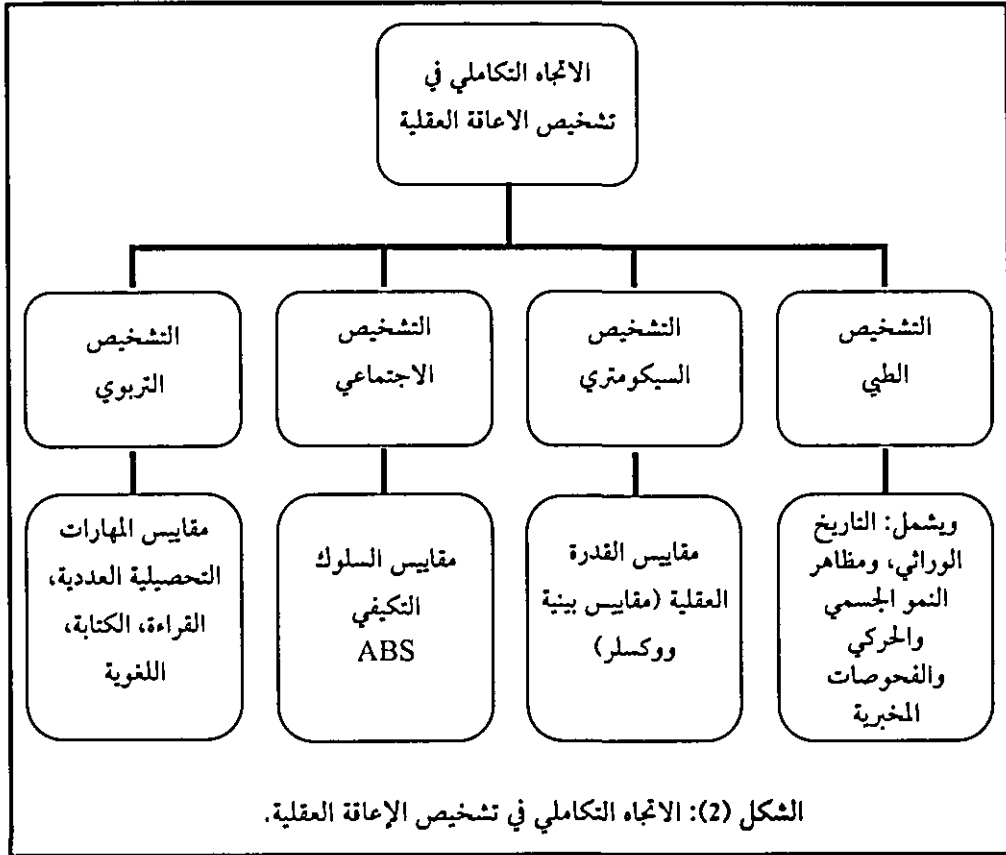 الاتجاه التكاملي في
تشخيص الاعاقة العقلية
التشخيص
الطبي
التشخيص
السيكومتري
التشخيص
الاجتماعي
التشخيص
التربوي
ويشمل: التاريخ
الوراثي، ومظاهر
النمو الجسمي
والحركي
والفحوصات
المخبرية
مقاييس القدرة
العقلية (مقاييس بينية
ووكسلر)
مقاييس السلوك
التكيفي
ABS
مقاييس المهارات
التحصيلية العددية،
القراءة، الكتابة،
اللغوية
الشكل (2): الاتجاه التكاملي في تشخيص الإعاقة العقلية.